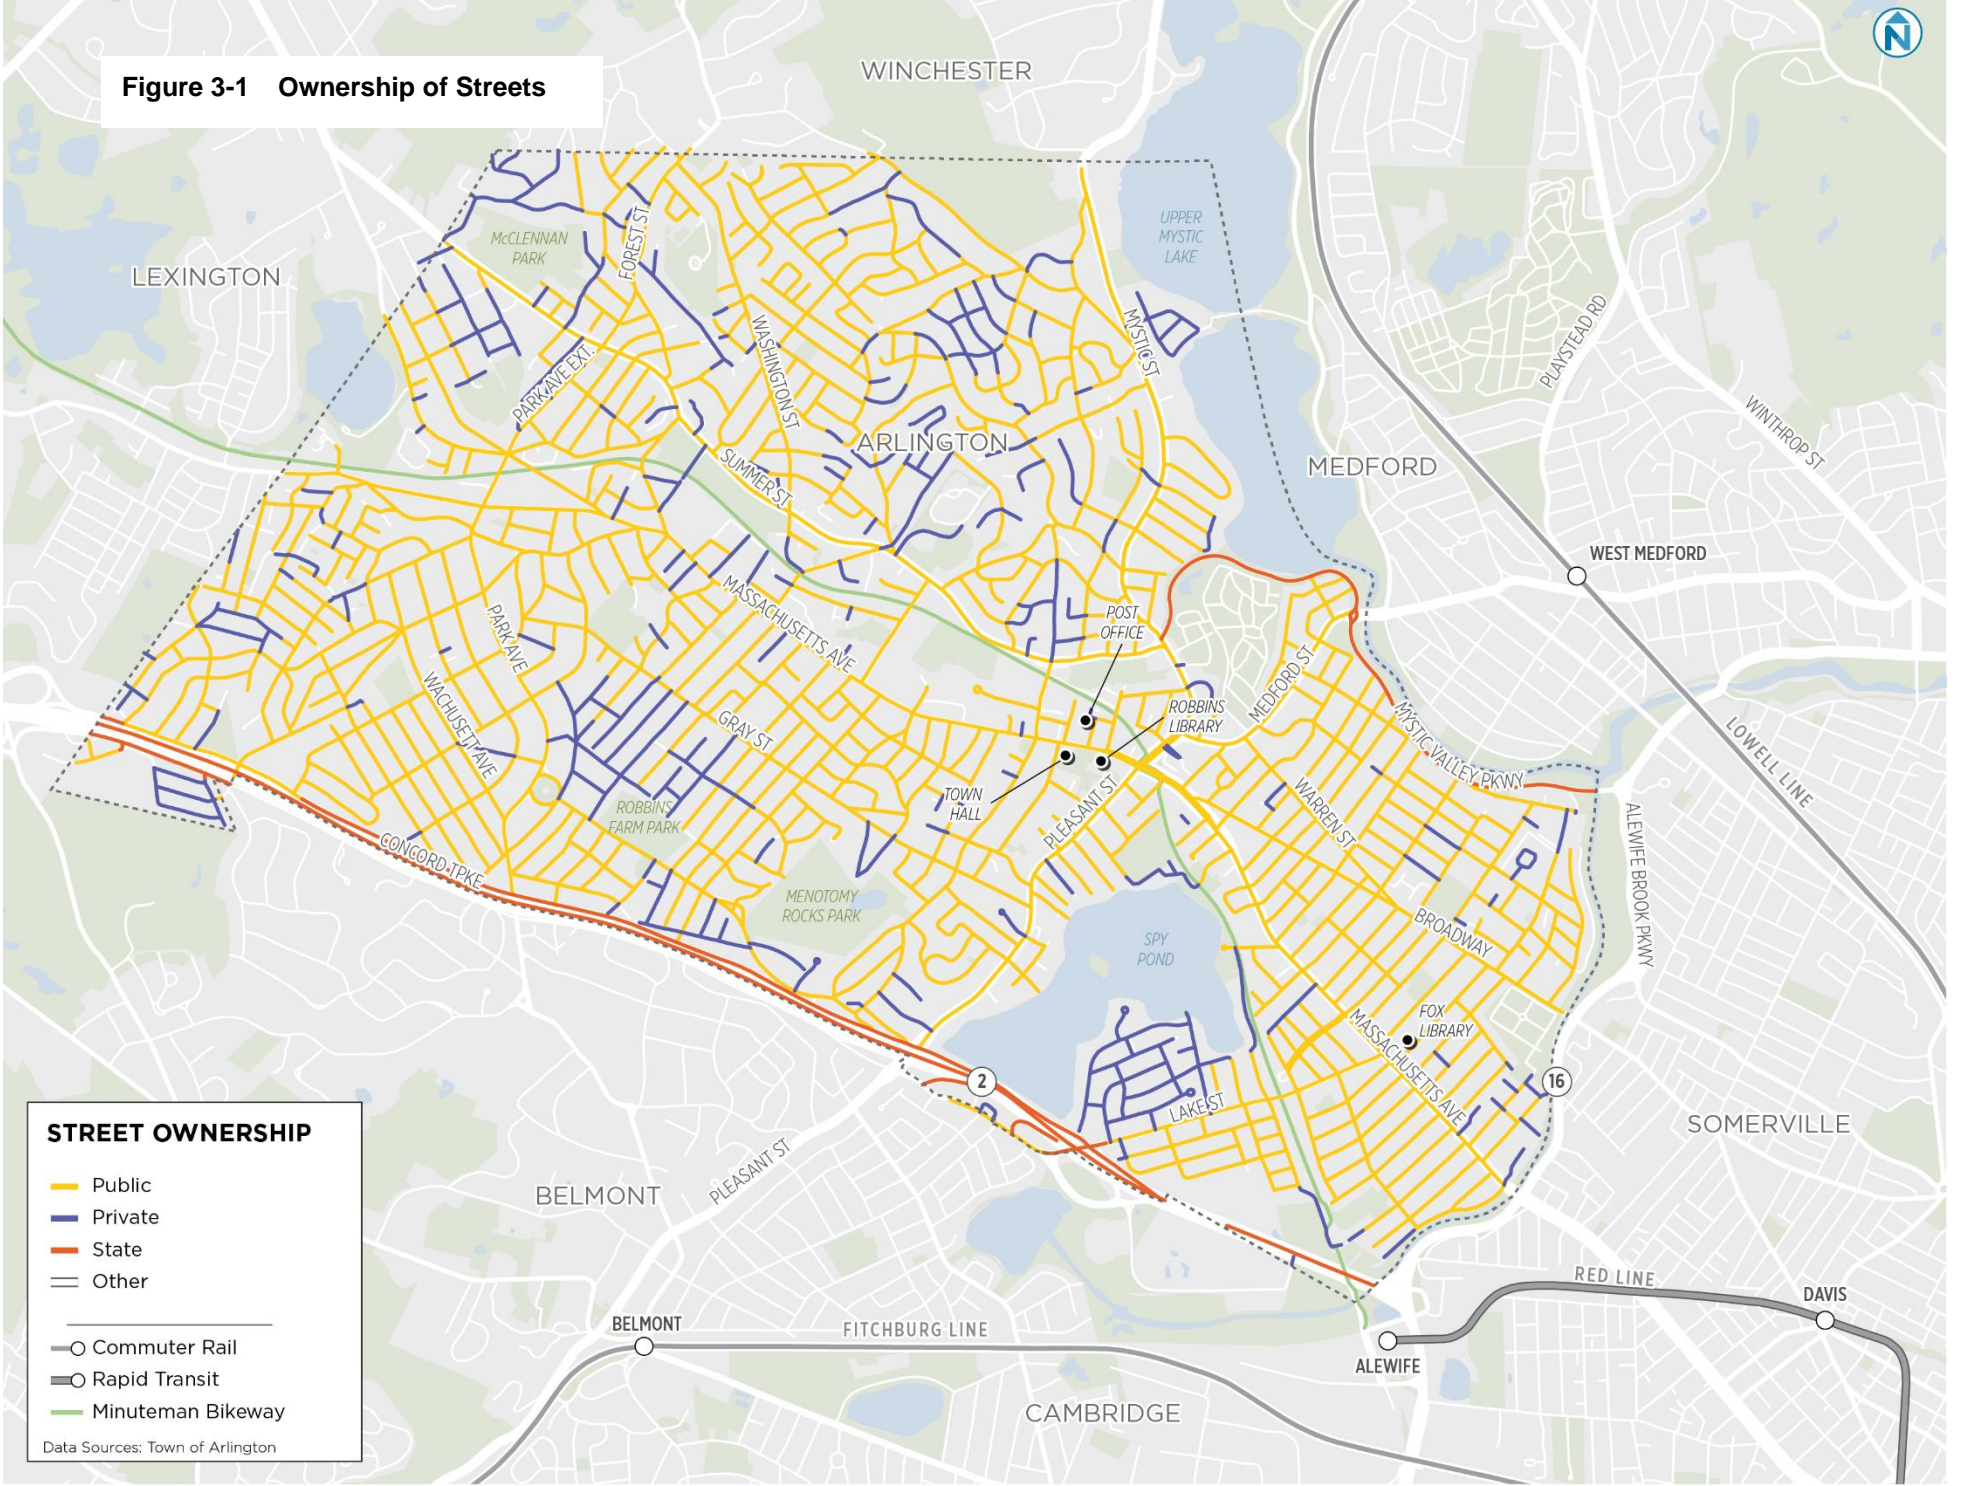 N
Figure 3-1 Ownership of Streets
WINCHESTER
UPPER
MYSTIC
LAKE
McCLENNAN
PARK
FOREST ST
LEXINGTON
PARK AVE EXT.
WASHINGTON ST
MYSTIC ST
PLAYSTEAD RD
WINTHROP ST
ARLINGTON
MEDFORD
SUMMER ST
WEST MEDFORD
MASSACHUSETTS AVE
POST
OFFICE
PARK AVE
WACHUSETT AVE
GRAY ST
MEDFORD ST
ROBBINS
LIBRARY
MYSTIC VALLEY PKWY
LOWELL LINE
TOWN
HALL
PLEASANT ST
WARREN ST
ALEWIFE BROOK PKWY
ROBBINS
FARM PARK
CONCORD TPKE
MENOTOMY
ROCKS PARK
BROADWAY
SPY
POND
FOX
LIBRARY
MASSACHUSETTS AVE
2
16
LAKE ST
SOMERVILLE
BELMONT
PLEASANT ST
STREET OWNERSHIP
Public
Private
State
Other
Commuter Rail
Rapid Transit
Minuteman Bikeway
Data Sources: Town of Arlington
RED LINE
DAVIS
BELMONT
FITCHBURG LINE
ALEWIFE
CAMBRIDGE